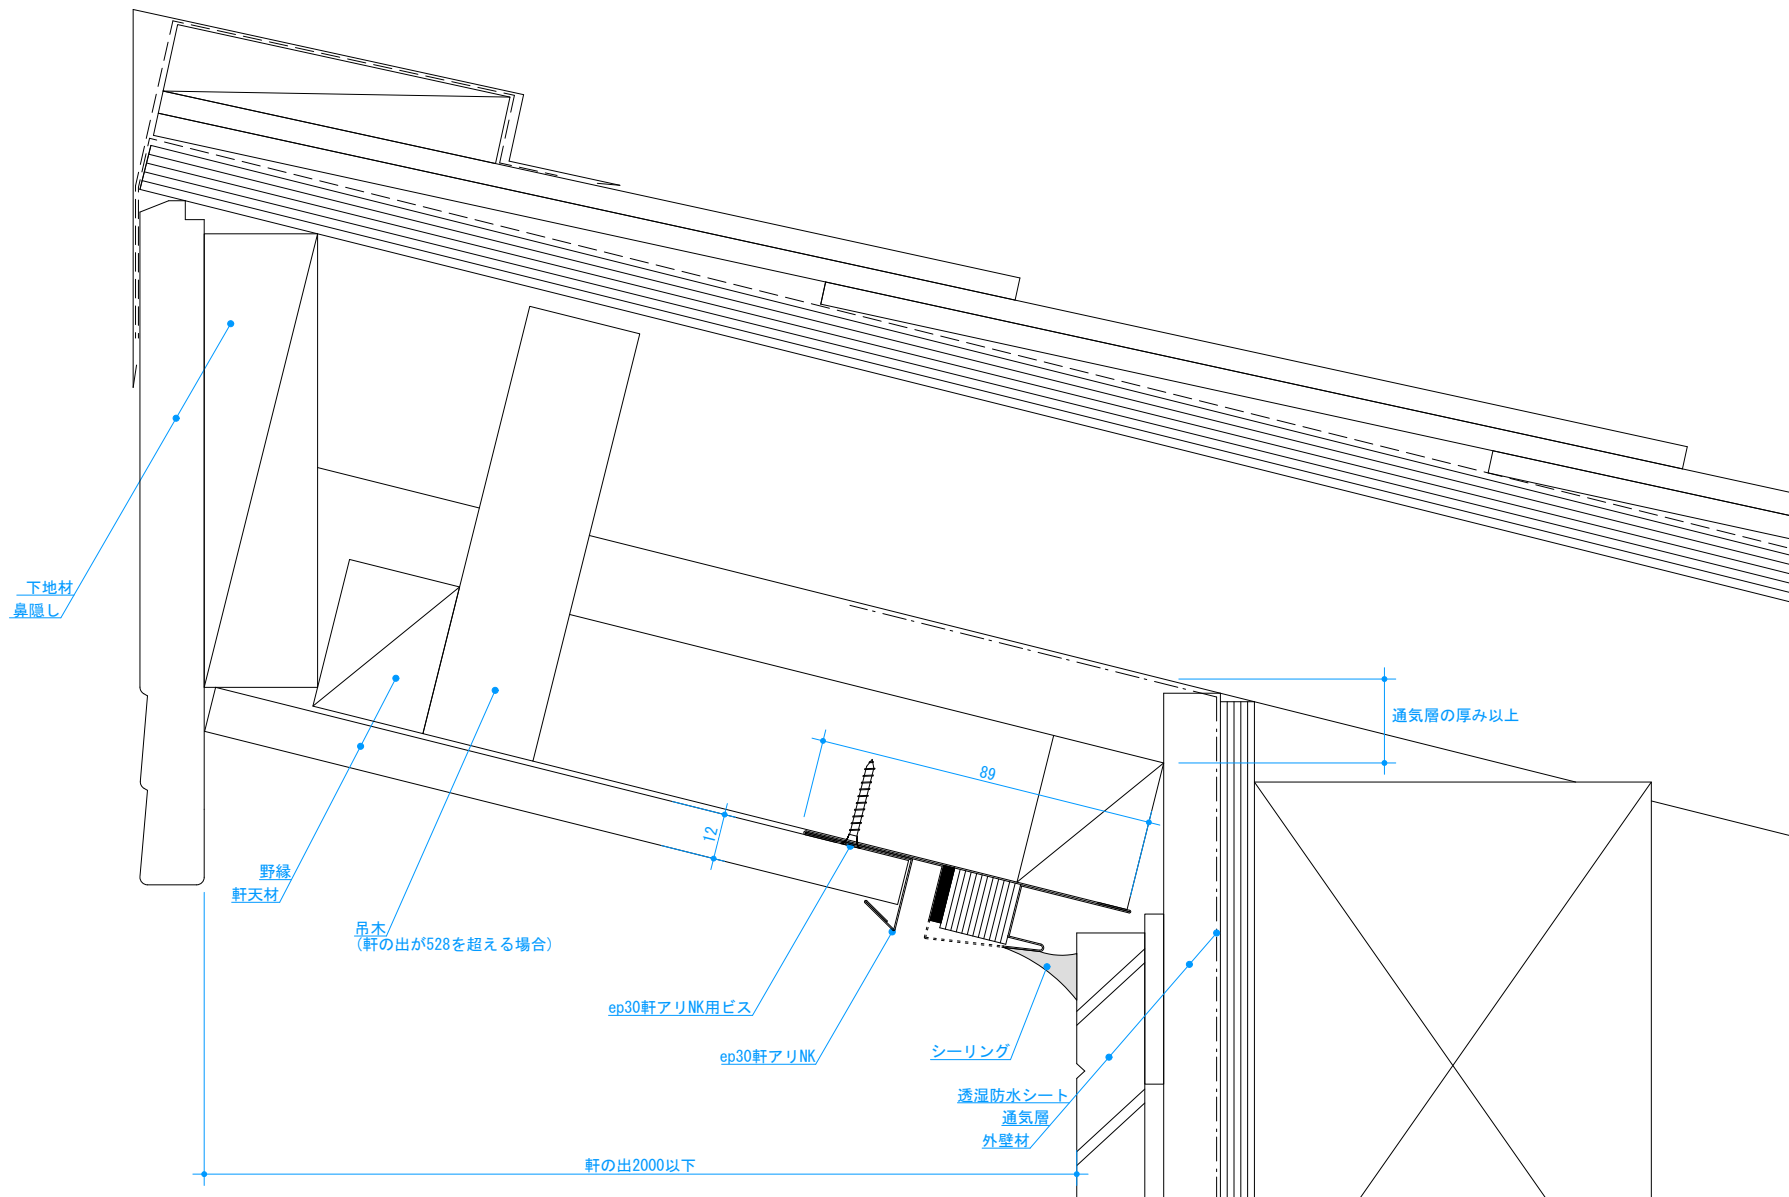 下地材
鼻隠し
通気層の厚み以上
89
12
野縁
軒天材
吊木
(軒の出が528を超える場合)
ep30軒アリNK用ビス
ep30軒アリNK
シーリング
透湿防水シート
通気層
外壁材
軒の出2000以下